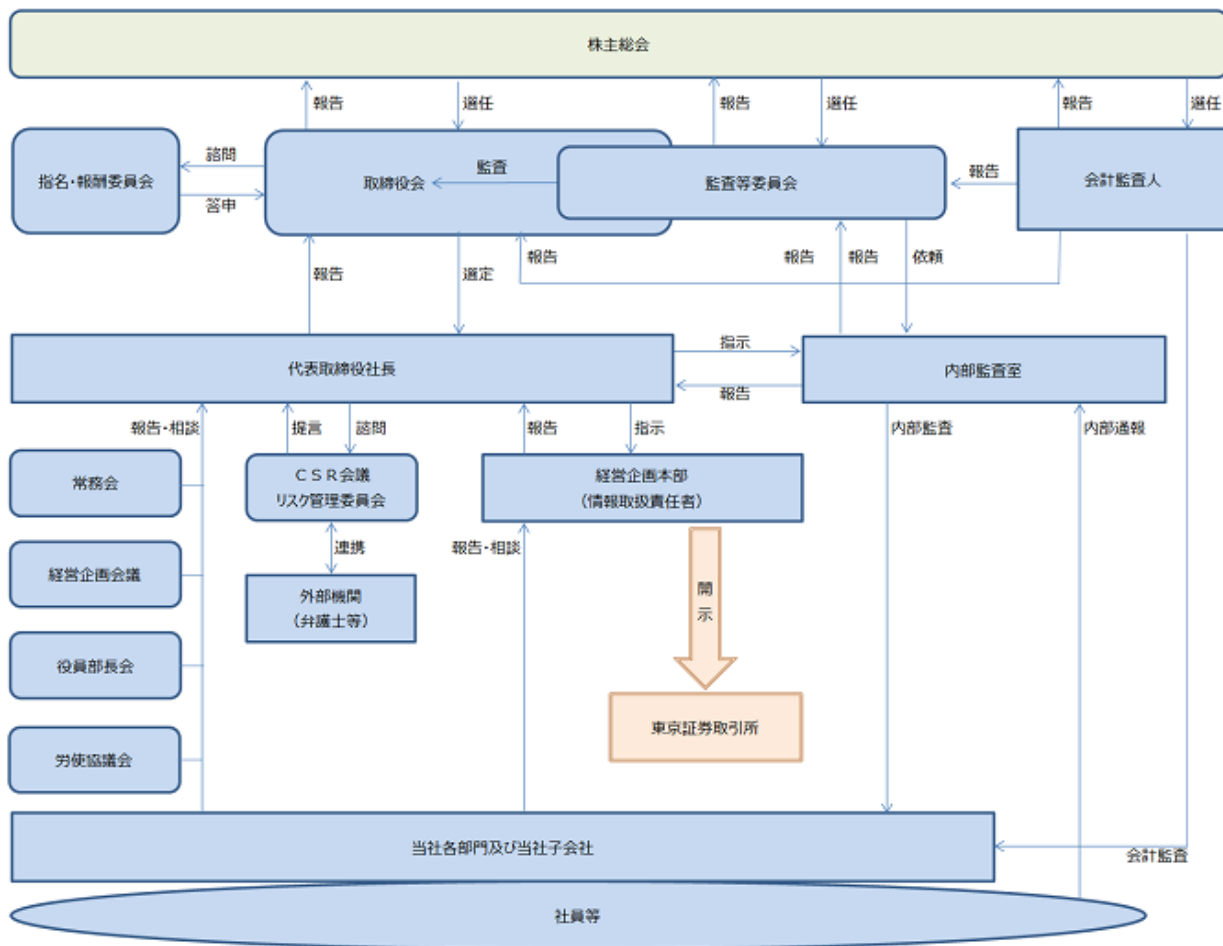 株主総会
報告
選任
報告
選任
報告
選任
指名・報酬委員会
諮問
答申
取締役会
監査
監査等委員会
報告
会計監査人
報告
選定
報告
報告
報告
依頼
代表取締役社長
指示
報告
内部監査室
報告・相談
提言
諮問
報告
指示
内部監査
内部通報
常務会
ＣＳＲ会議
リスク管理委員会
経営企画本部
（情報取扱責任者）
連携
報告・相談
経営企画会議
外部機関
（弁護士等）
開
示
役員部長会
東京証券取引所
労使協議会
当社各部門及び当社子会社
会計監査
社員等